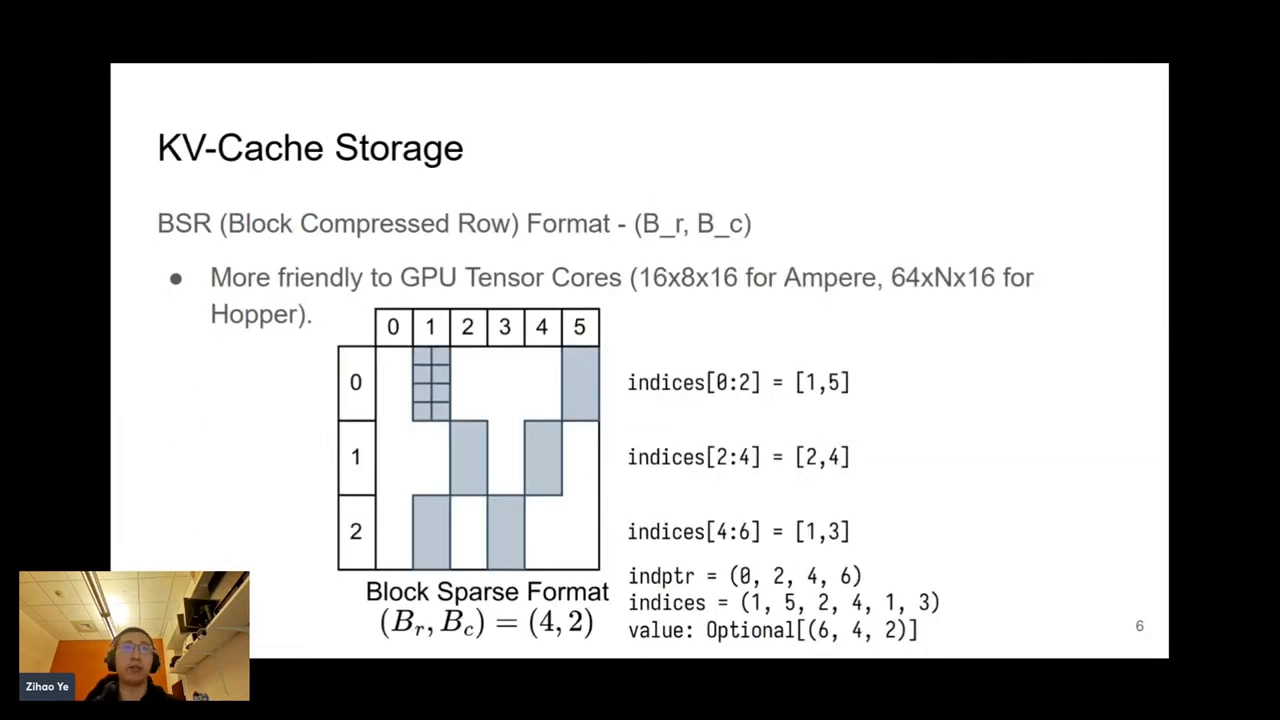 KV-Cache Storage
BSR (Block Compressed Row) Format - (B_r, B_c)
● More friendly to GPU Tensor Cores (16x8x16 for Ampere, 64xNx16 for
Hopper).
0 1 2 3 4 5
0
indices[0:2] = [1,5]
1
indices[2:4] = [2,4]
2
indices[4:6] = [1,3]
Block Sparse Format
(B_r, B_c) = (4, 2)
indptr = (0, 2, 4, 6)
indices = (1, 5, 2, 4, 1, 3)
value: Optional[(6, 4, 2)]
6
Zihao Ye